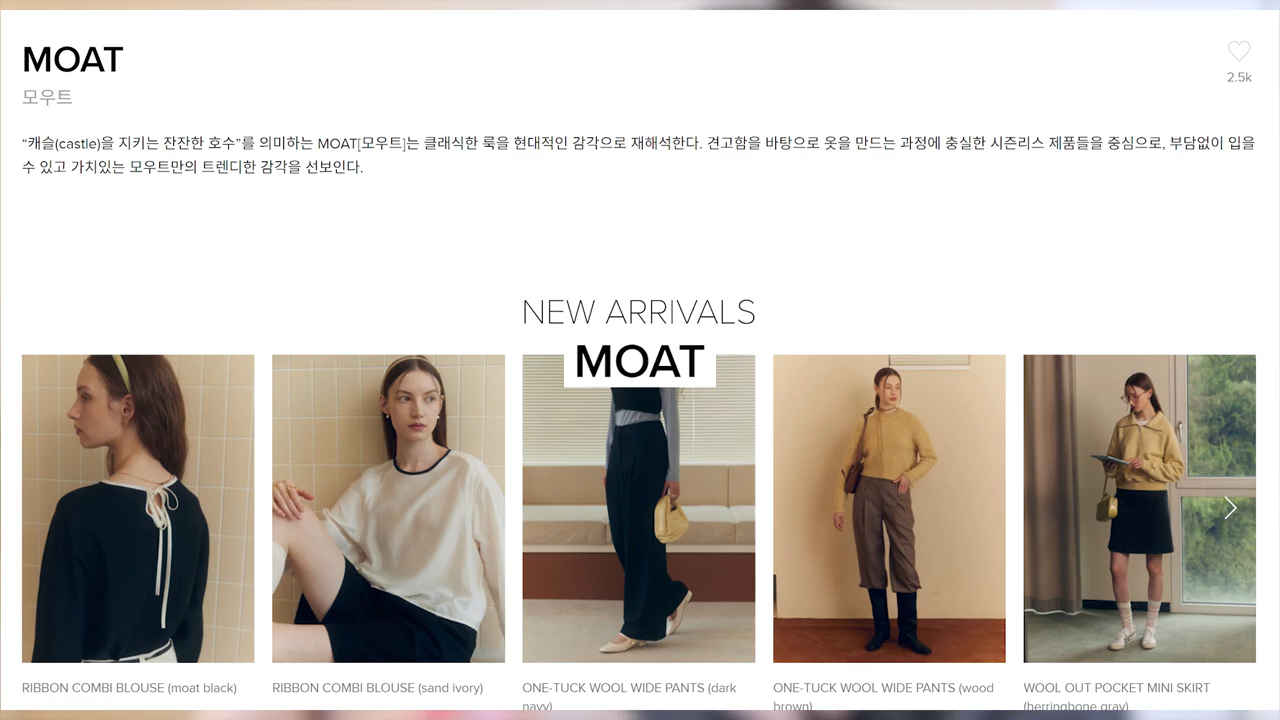 MOAT
모우트
2.5k
“캐슬(castle)을 지키는 잔잔한 호수”를 의미하는 MOAT[모우트]는 클래식한 룩을 현대적인 감각으로 재해석한다. 견고함을 바탕으로 옷을 만드는 과정에 충실한 시즌리스 제품들을 중심으로, 부담없이 입을
수 있고 가치있는 모우트만의 트렌디한 감각을 선보인다.
NEW ARRIVALS
MOAT
RIBBON COMBI BLOUSE (moat black)
RIBBON COMBI BLOUSE (sand ivory)
ONE-TUCK WOOL WIDE PANTS (dark
navy)
ONE-TUCK WOOL WIDE PANTS (wood
brown)
WOOL OUT POCKET MINI SKIRT
(herringbone gray)